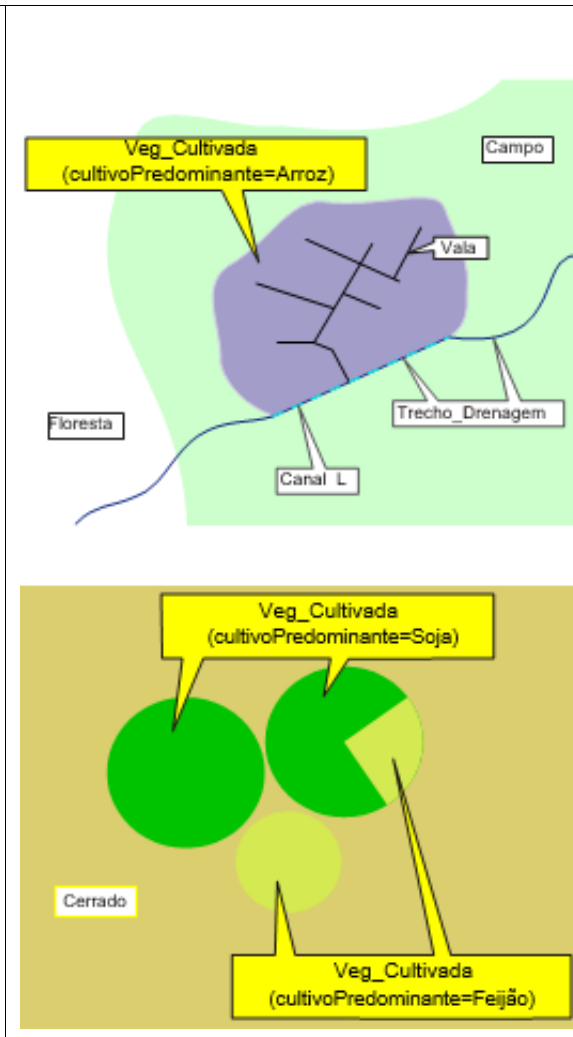 Veg_Cultivada
(cultivoPredominante=Arroz)
Campo
Vala
Trecho_Drenagem
Floresta
Canal_L
Veg_Cultivada
(cultivoPredominante=Soja)
Cerrado
Veg_Cultivada
(cultivoPredominante=Feijão)